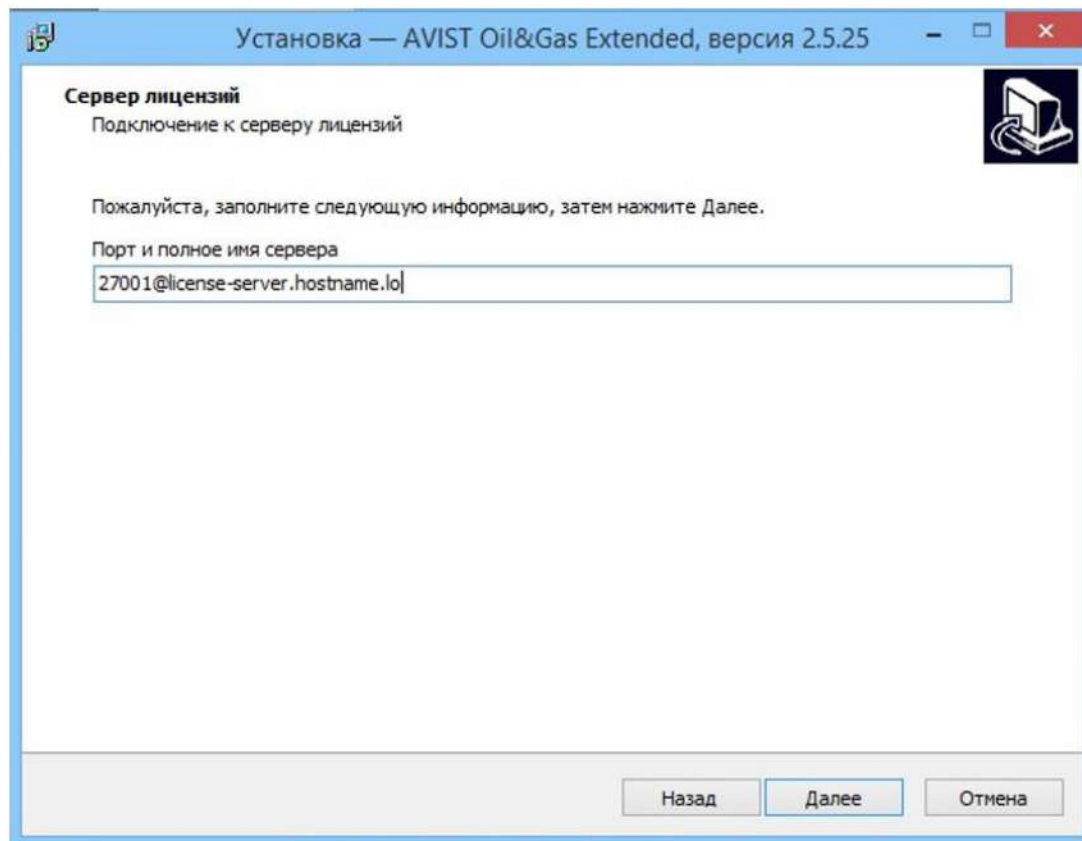 Установка — AVIST Oil&Gas Extended, версия 2.5.25
Сервер лицензий
Подключение к серверу лицензий
Пожалуйста, заполните следующую информацию, затем нажмите Далее.
Порт и полное имя сервера
27001@license-server.hostname.lo
Назад Далее Отмена